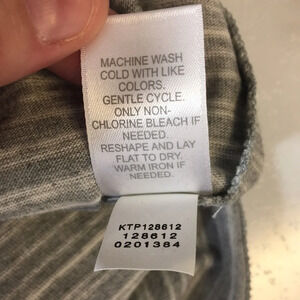 MACHINE WASH
COLD WITH LIKE
COLORS.
GENTLE CYCLE.
ONLY NON-
CHLORINE BLEACH IF
NEEDED.
RESHAPE AND LAY
FLAT TO DRY.
WARM IRON IF
NEEDED.
KTP128612
128612
0201384